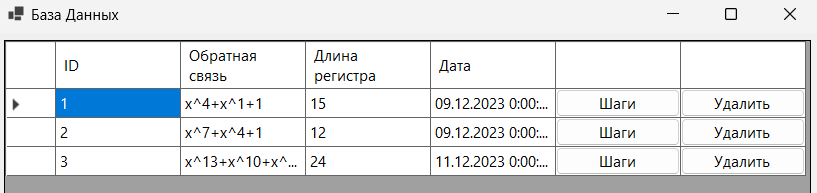 База Данных
ID Обратная связь Длина регистра Дата
1 x^4+x^1+1 15 09.12.2023 0:00:... Шаги Удалить
2 x^7+x^4+1 12 09.12.2023 0:00:... Шаги Удалить
3 x^13+x^10+x^... 24 11.12.2023 0:00:... Шаги Удалить